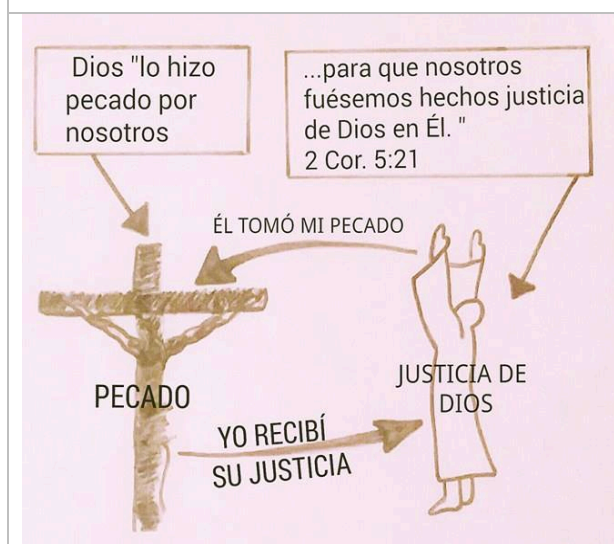 Dios "lo hizo
pecado por
nosotros
...para que nosotros
fuésemos hechos justicia
de Dios en Él. "
2 Cor. 5:21
ÉL TOMÓ MI PECADO
PECADO
JUSTICIA DE
DIOS
YO RECIBÍ
SU JUSTICIA